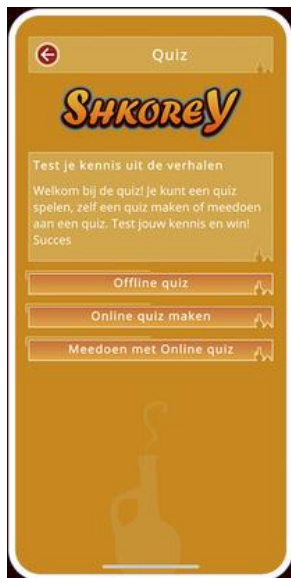 Quiz
SHKOREY
Test je kennis uit de verhalen
Welkom bij de quiz! Je kunt een quiz
spelen, zelf een quiz maken of meedoen
aan een quiz. Test jouw kennis en win!
Succes
Offline quiz
Online quiz maken
Meedoen met Online quiz